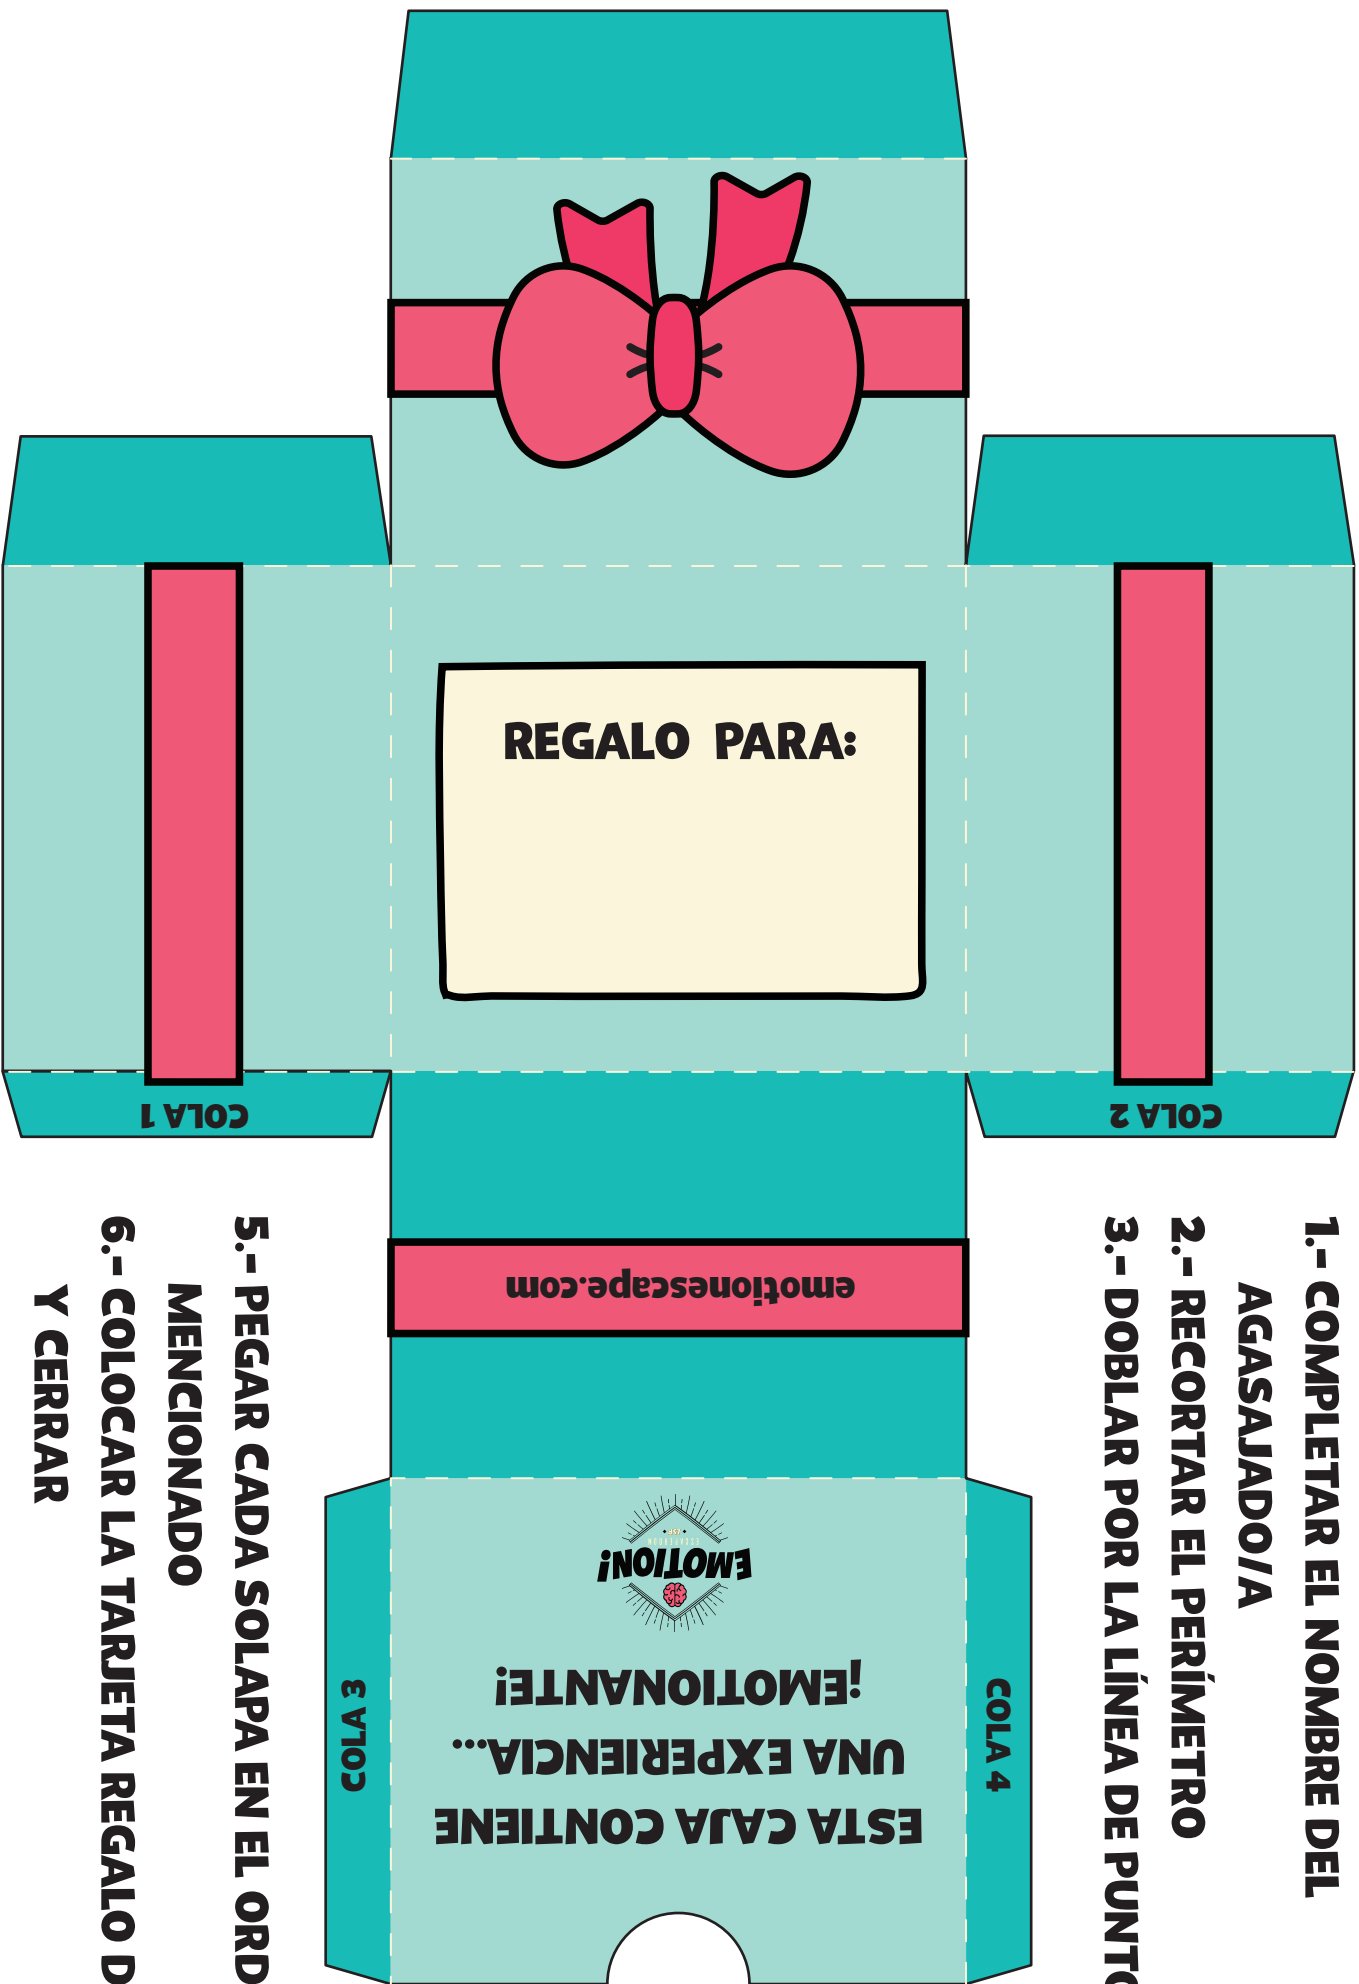 REGALO PARA:
COLA 1
COLA 2
emotionescape.com
EMOTION!
¡EMOTIONANTE!
UNA EXPERIENCIA...
ESTA CAJA CONTIENE
COLA 3
COLA 4
1.- COMPLETAR EL NOMBRE DEL
AGASAJADO/A
2.- RECORTAR EL PERÍMETRO
3.- DOBLAR POR LA LÍNEA DE
5.- PEGAR CADA SOLAPA EN EL
MENCIONADO
6.- COLOCAR LA TARJETA REGALO
Y CERRAR